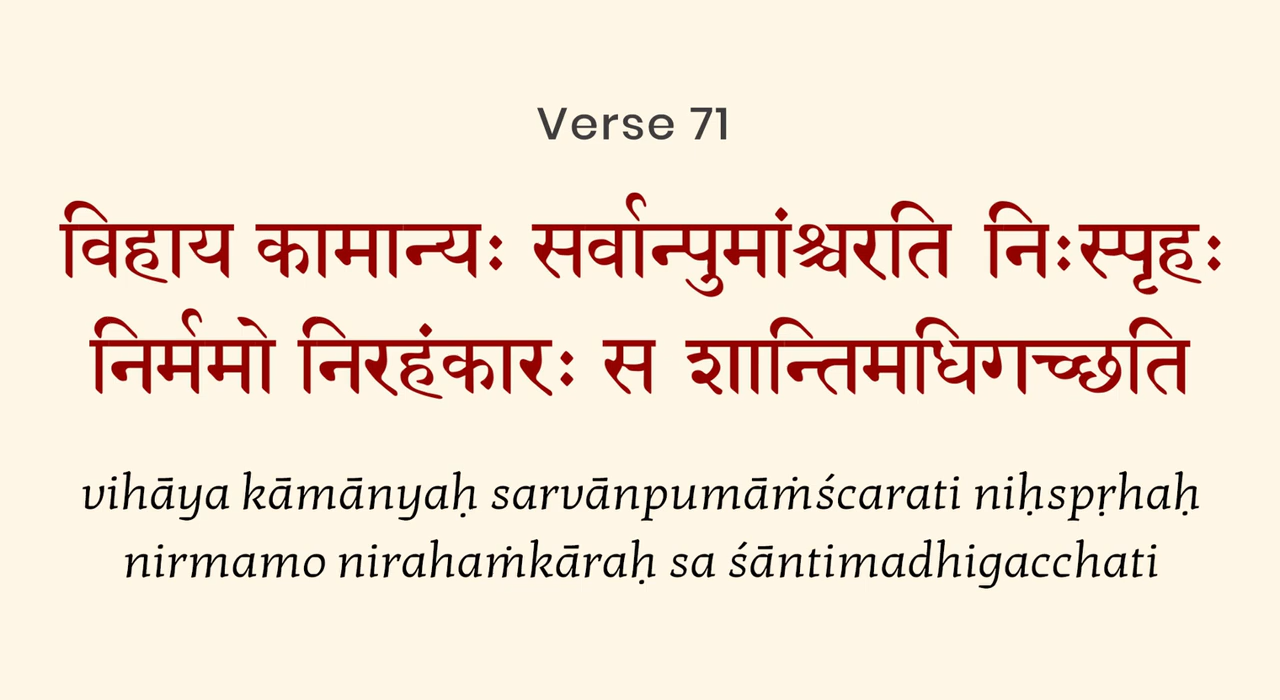 Verse 71
विहाय कामान्यः सर्वान्पुमांश्चरति निःस्पृहः
निर्ममो निरहंकारः स शान्तिमधिगच्छति
vihāya kāmānyaḥ sarvānpumāṁścarati niḥspṛhaḥ
nirmamo nirahaṁkāraḥ sa śāntimadhigacchati